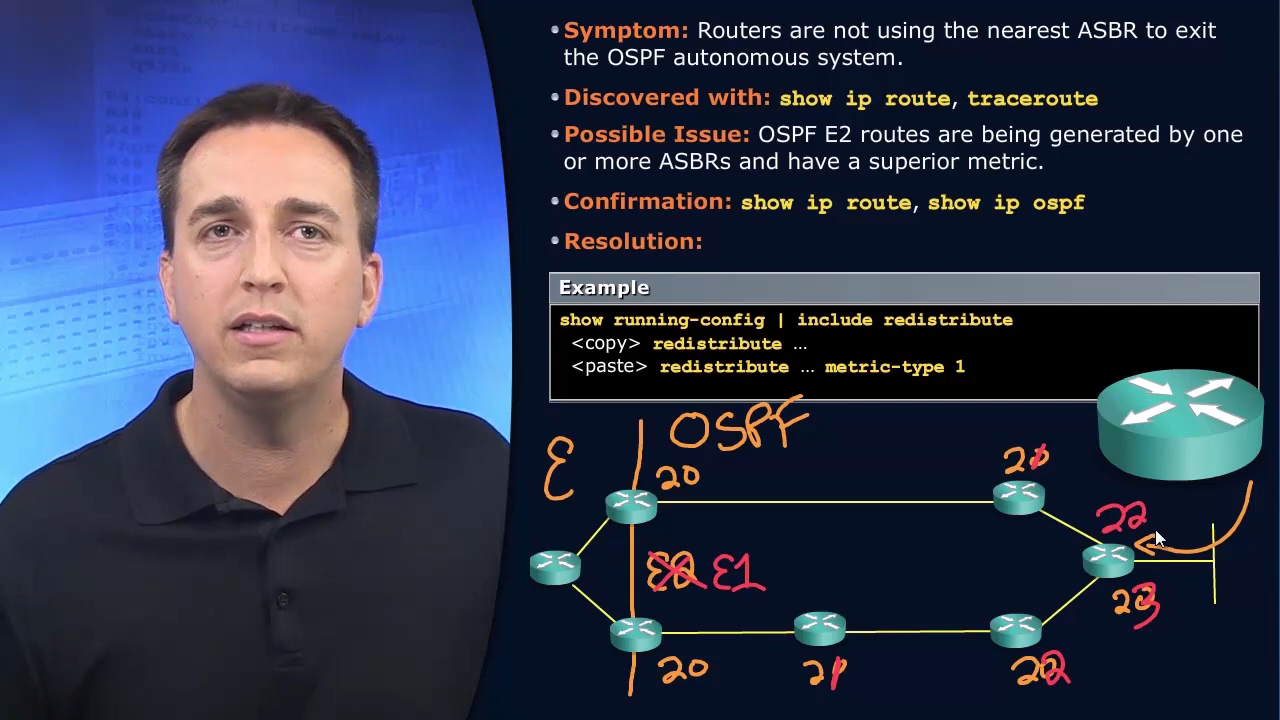 Symptom: Routers are not using the nearest ASBR to exit
the OSPF autonomous system.
Discovered with: show ip route, traceroute
Possible Issue: OSPF E2 routes are being generated by one
or more ASBRs and have a superior metric.
Confirmation: show ip route, show ip ospf
Resolution:
Example
show running-config | include redistribute
<copy> redistribute ...
<paste> redistribute ... metric-type 1
OSPF
E
20
21
22
E2 E1
23
20
21
22